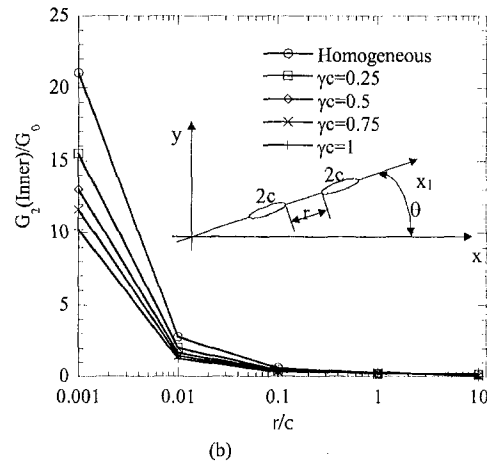 25
20
15
10
5
0
G₂(Inner)/G₀
Homogeneous
γc=0.25
γc=0.5
γc=0.75
γc=1
y
x₁
2c
2c
r
θ
x
0.001
0.01
0.1
1
10
r/c
(b)